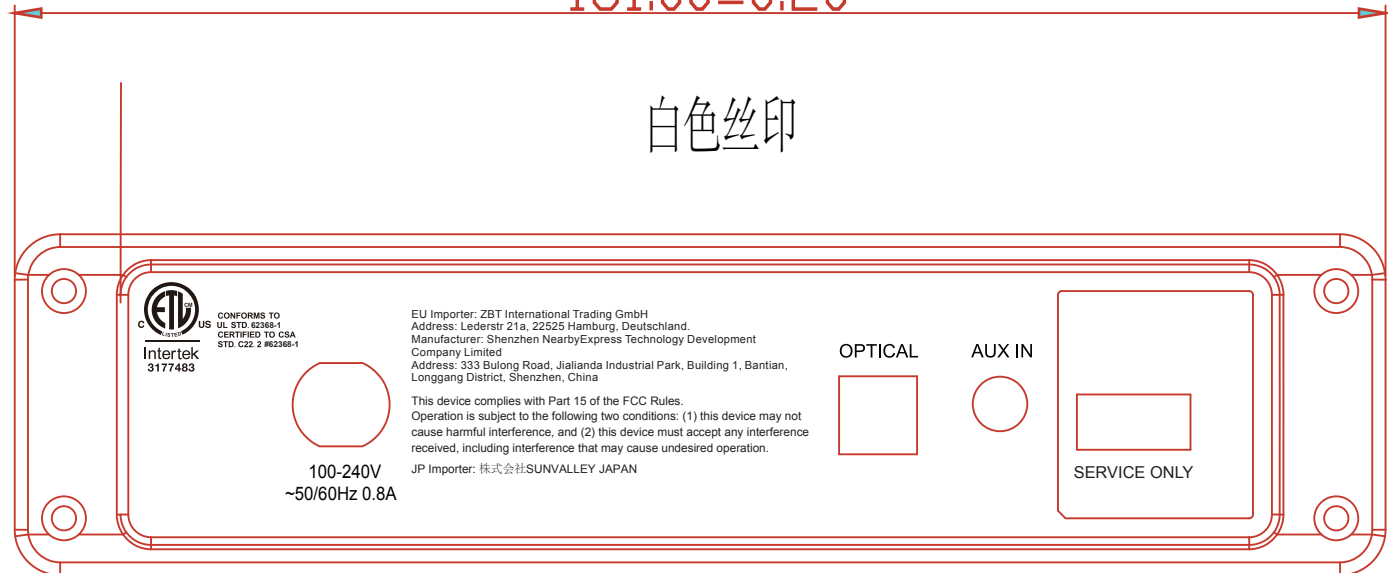 白色丝印
ETL
CM
LISTED
C
US
Intertek
3177483
CONFORMS TO
UL STD. 62368-1
CERTIFIED TO CSA
STD. C22. 2 #62368-1
100-240V
~50/60Hz 0.8A
EU Importer: ZBT International Trading GmbH
Address: Lederstr 21a, 22525 Hamburg, Deutschland.
Manufacturer: Shenzhen NearbyExpress Technology Development
Company Limited
Address: 333 Bulong Road, Jialianda Industrial Park, Building 1, Bantian,
Longgang District, Shenzhen, China
This device complies with Part 15 of the FCC Rules.
Operation is subject to the following two conditions: (1) this device may not
cause harmful interference, and (2) this device must accept any interference
received, including interference that may cause undesired operation.
JP Importer: 株式会社SUNVALLEY JAPAN
OPTICAL
AUX IN
SERVICE ONLY